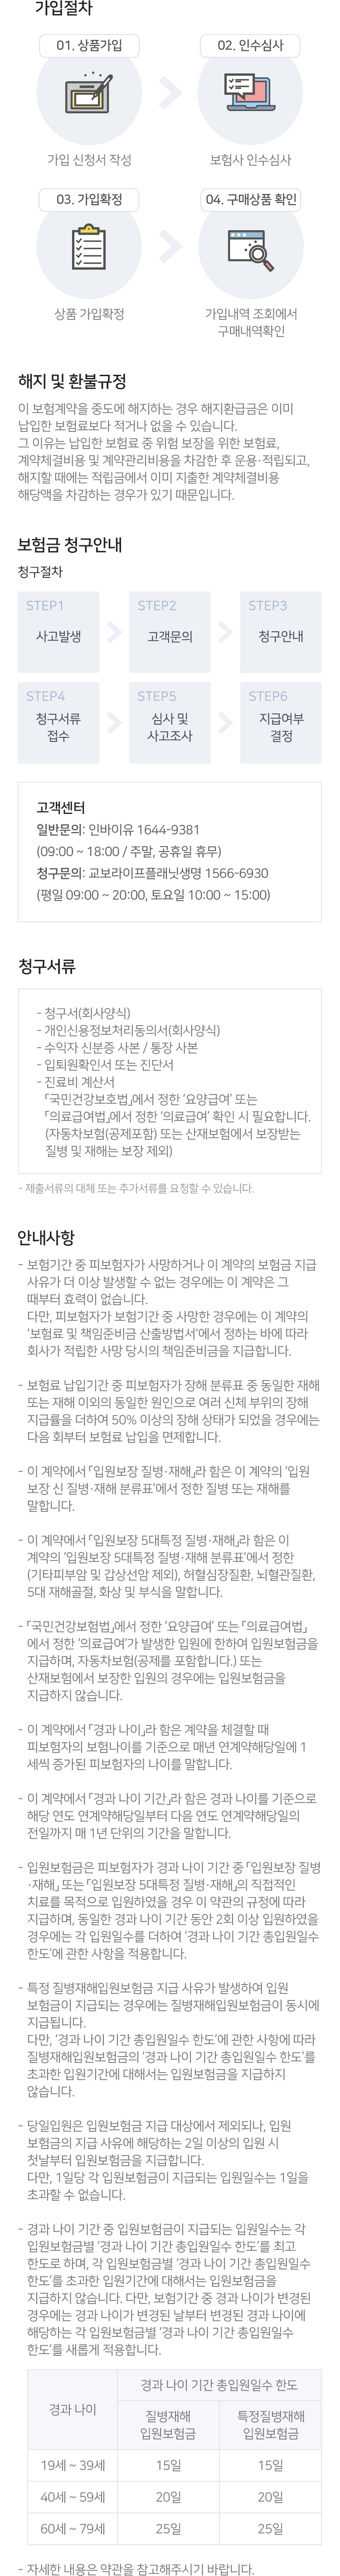 가입절차
01. 상품가입
02. 인수심사
가입 신청서 작성
보험사 인수심사
03. 가입확정
04. 구매상품 확인
상품 가입확정
가입내역 조회에서
구매내역확인
해지 및 환불규정
이 보험계약을 중도에 해지하는 경우 해지환급금은 이미
납입한 보험료보다 적거나 없을 수 있습니다.
그 이유는 납입한 보험료 중 위험 보장을 위한 보험료,
계약체결비용 및 계약관리비용을 차감한 후 운용·적립되고,
해지할 때에는 적립금에서 이미 지출한 계약체결비용
해당액을 차감하는 경우가 있기 때문입니다.
보험금 청구안내
청구절차
STEP1
STEP2
STEP3
사고발생
고객문의
청구안내
STEP4
STEP5
STEP6
청구서류
접수
심사 및
사고조사
지급여부
결정
고객센터
일반문의: 인바이유 1644-9381
(09:00 ~ 18:00 / 주말, 공휴일 휴무)
청구문의: 교보라이프플래닛생명 1566-6930
(평일 09:00 ~ 20:00, 토요일 10:00 ~ 15:00)
청구서류
- 청구서(회사양식)
- 개인신용정보처리동의서(회사양식)
- 수익자 신분증 사본 / 통장 사본
- 입퇴원확인서 또는 진단서
- 진료비 계산서
「국민건강보호법」에서 정한 '요양급여' 또는
「의료급여법」에서 정한 '의료급여' 확인 시 필요합니다.
(자동차보험(공제포함) 또는 산재보험에서 보장받는
질병 및 재해는 보장 제외)
- 제출서류의 대체 또는 추가서류를 요청할 수 있습니다.
안내사항
- 보험기간 중 피보험자가 사망하거나 이 계약의 보험금 지급
사유가 더 이상 발생할 수 없는 경우에는 이 계약은 그
때부터 효력이 없습니다.
다만, 피보험자가 보험기간 중 사망한 경우에는 이 계약의
'보험료 및 책임준비금 산출방법서'에서 정하는 바에 따라
회사가 적립한 사망 당시의 책임준비금을 지급합니다.
- 보험료 납입기간 중 피보험자가 장해 분류표 중 동일한 재해
또는 재해 이외의 동일한 원인으로 여러 신체 부위의 장해
지급률을 더하여 50% 이상의 장해 상태가 되었을 경우에는
다음 회부터 보험료 납입을 면제합니다.
- 이 계약에서 「입원보장 질병·재해」라 함은 이 계약의 '입원
보장 신 질병·재해 분류표'에서 정한 질병 또는 재해를
말합니다.
- 이 계약에서 「입원보장 5대특정 질병·재해」라 함은 이
계약의 '입원보장 5대특정 질병·재해 분류표'에서 정한
(기타피부암 및 갑상선암 제외), 허혈심장질환, 뇌혈관질환,
5대 재해골절, 화상 및 부식을 말합니다.
- 「국민건강보험법」에서 정한 '요양급여' 또는 「의료급여법」
에서 정한 '의료급여'가 발생한 입원에 한하여 입원보험금을
지급하며, 자동차보험(공제를 포함합니다.) 또는
산재보험에서 보장한 입원의 경우에는 입원보험금을
지급하지 않습니다.
- 이 계약에서 「경과 나이」라 함은 계약을 체결할 때
피보험자의 보험나이를 기준으로 매년 연계약해당일에 1
세씩 증가된 피보험자의 나이를 말합니다.
- 이 계약에서 「경과 나이 기간」라 함은 경과 나이를 기준으로
해당 연도 연계약해당일부터 다음 연도 연계약해당일의
전일까지 매 1년 단위의 기간을 말합니다.
- 입원보험금은 피보험자가 경과 나이 기간 중 「입원보장 질병
·재해」 또는 「입원보장 5대특정 질병·재해」의 직접적인
치료를 목적으로 입원하였을 경우 이 약관의 규정에 따라
지급하며, 동일한 경과 나이 기간 동안 2회 이상 입원하였을
경우에는 각 입원일수를 더하여 '경과 나이 기간 총입원일수
한도'에 관한 사항을 적용합니다.
- 특정 질병재해입원보험금 지급 사유가 발생하여 입원
보험금이 지급되는 경우에는 질병재해입원보험금이 동시에
지급됩니다.
다만, '경과 나이 기간 총입원일수 한도'에 관한 사항에 따라
질병재해입원보험금의 '경과 나이 기간 총입원일수 한도'를
초과한 입원기간에 대해서는 입원보험금을 지급하지
않습니다.
- 당일입원은 입원보험금 지급 대상에서 제외되나, 입원
보험금의 지급 사유에 해당하는 2일 이상의 입원 시
첫날부터 입원보험금을 지급합니다.
다만, 1일당 각 입원보험금이 지급되는 입원일수는 1일을
초과할 수 없습니다.
- 경과 나이 기간 중 입원보험금이 지급되는 입원일수는 각
입원보험금별 '경과 나이 기간 총입원일수 한도'를 최고
한도로 하며, 각 입원보험금별 '경과 나이 기간 총입원일수
한도'를 초과한 입원기간에 대해서는 입원보험금을
지급하지 않습니다. 다만, 보험기간 중 경과 나이가 변경된
경우에는 경과 나이가 변경된 날부터 변경된 경과 나이에
해당하는 각 입원보험금별 '경과 나이 기간 총입원일수
한도'를 새롭게 적용합니다.
경과 나이
경과 나이 기간 총입원일수 한도
질병재해
입원보험금
특정질병재해
입원보험금
19세 ~ 39세 15일 15일
40세 ~ 59세 20일 20일
60세 ~ 79세 25일 25일
- 자세한 내용은 약관을 참고해주시기 바랍니다.